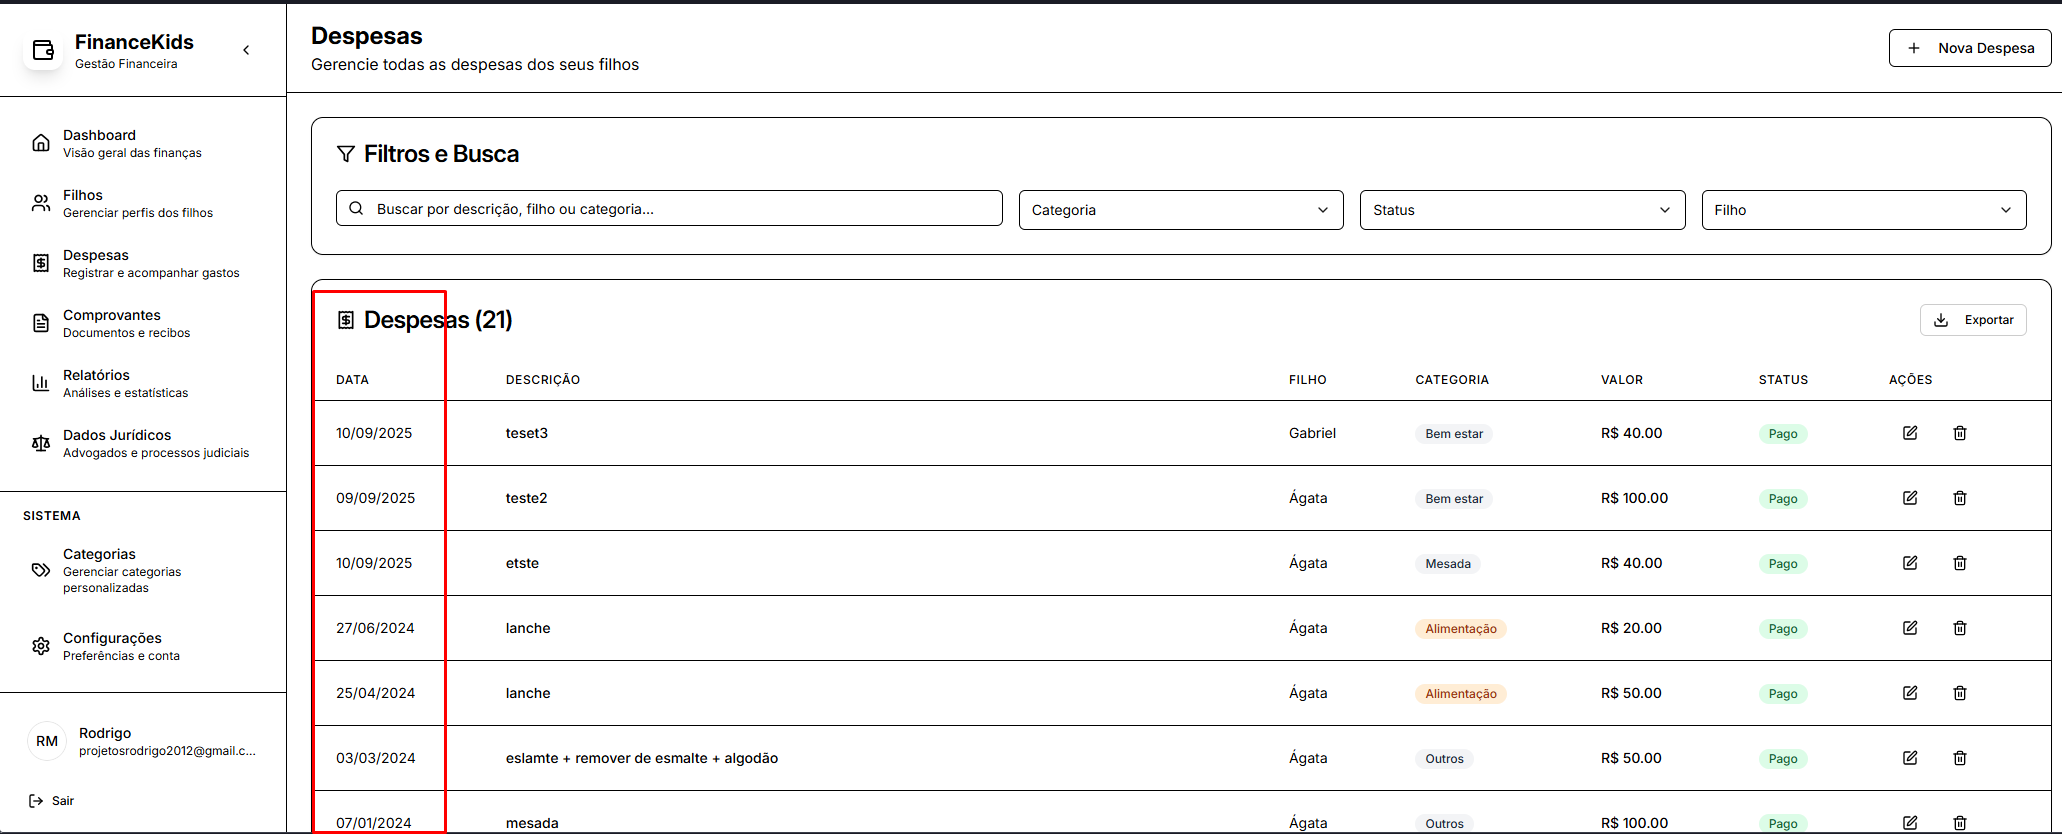 FinanceKids
Gestão Financeira
Dashboard
Visão geral das finanças
Filhos
Gerenciar perfis dos filhos
Despesas
Registrar e acompanhar gastos
Comprovantes
Documentos e recibos
Relatórios
Análises e estatísticas
Dados Jurídicos
Advogados e processos judiciais
SISTEMA
Categorias
Gerenciar categorias
personalizadas
Configurações
Preferências e conta
RM
Rodrigo
projetosrodrigo2012@gmail.c...
Sair
Despesas
Gerencie todas as despesas dos seus filhos
Nova Despesa
Filtros e Busca
Buscar por descrição, filho ou categoria...
Categoria
Status
Filho
Despesas (21)
Exportar
DATA DESCRIÇÃO FILHO CATEGORIA VALOR STATUS AÇÕES
10/09/2025 teset3 Gabriel Bem estar R$ 40.00 Pago
09/09/2025 teste2 Ágata Bem estar R$ 100.00 Pago
10/09/2025 etste Ágata Mesada R$ 40.00 Pago
27/06/2024 lanche Ágata Alimentação R$ 20.00 Pago
25/04/2024 lanche Ágata Alimentação R$ 50.00 Pago
03/03/2024 eslamte + remover de esmalte + algodão Ágata Outros R$ 50.00 Pago
07/01/2024 mesada Ágata Outros R$ 100.00 Pago